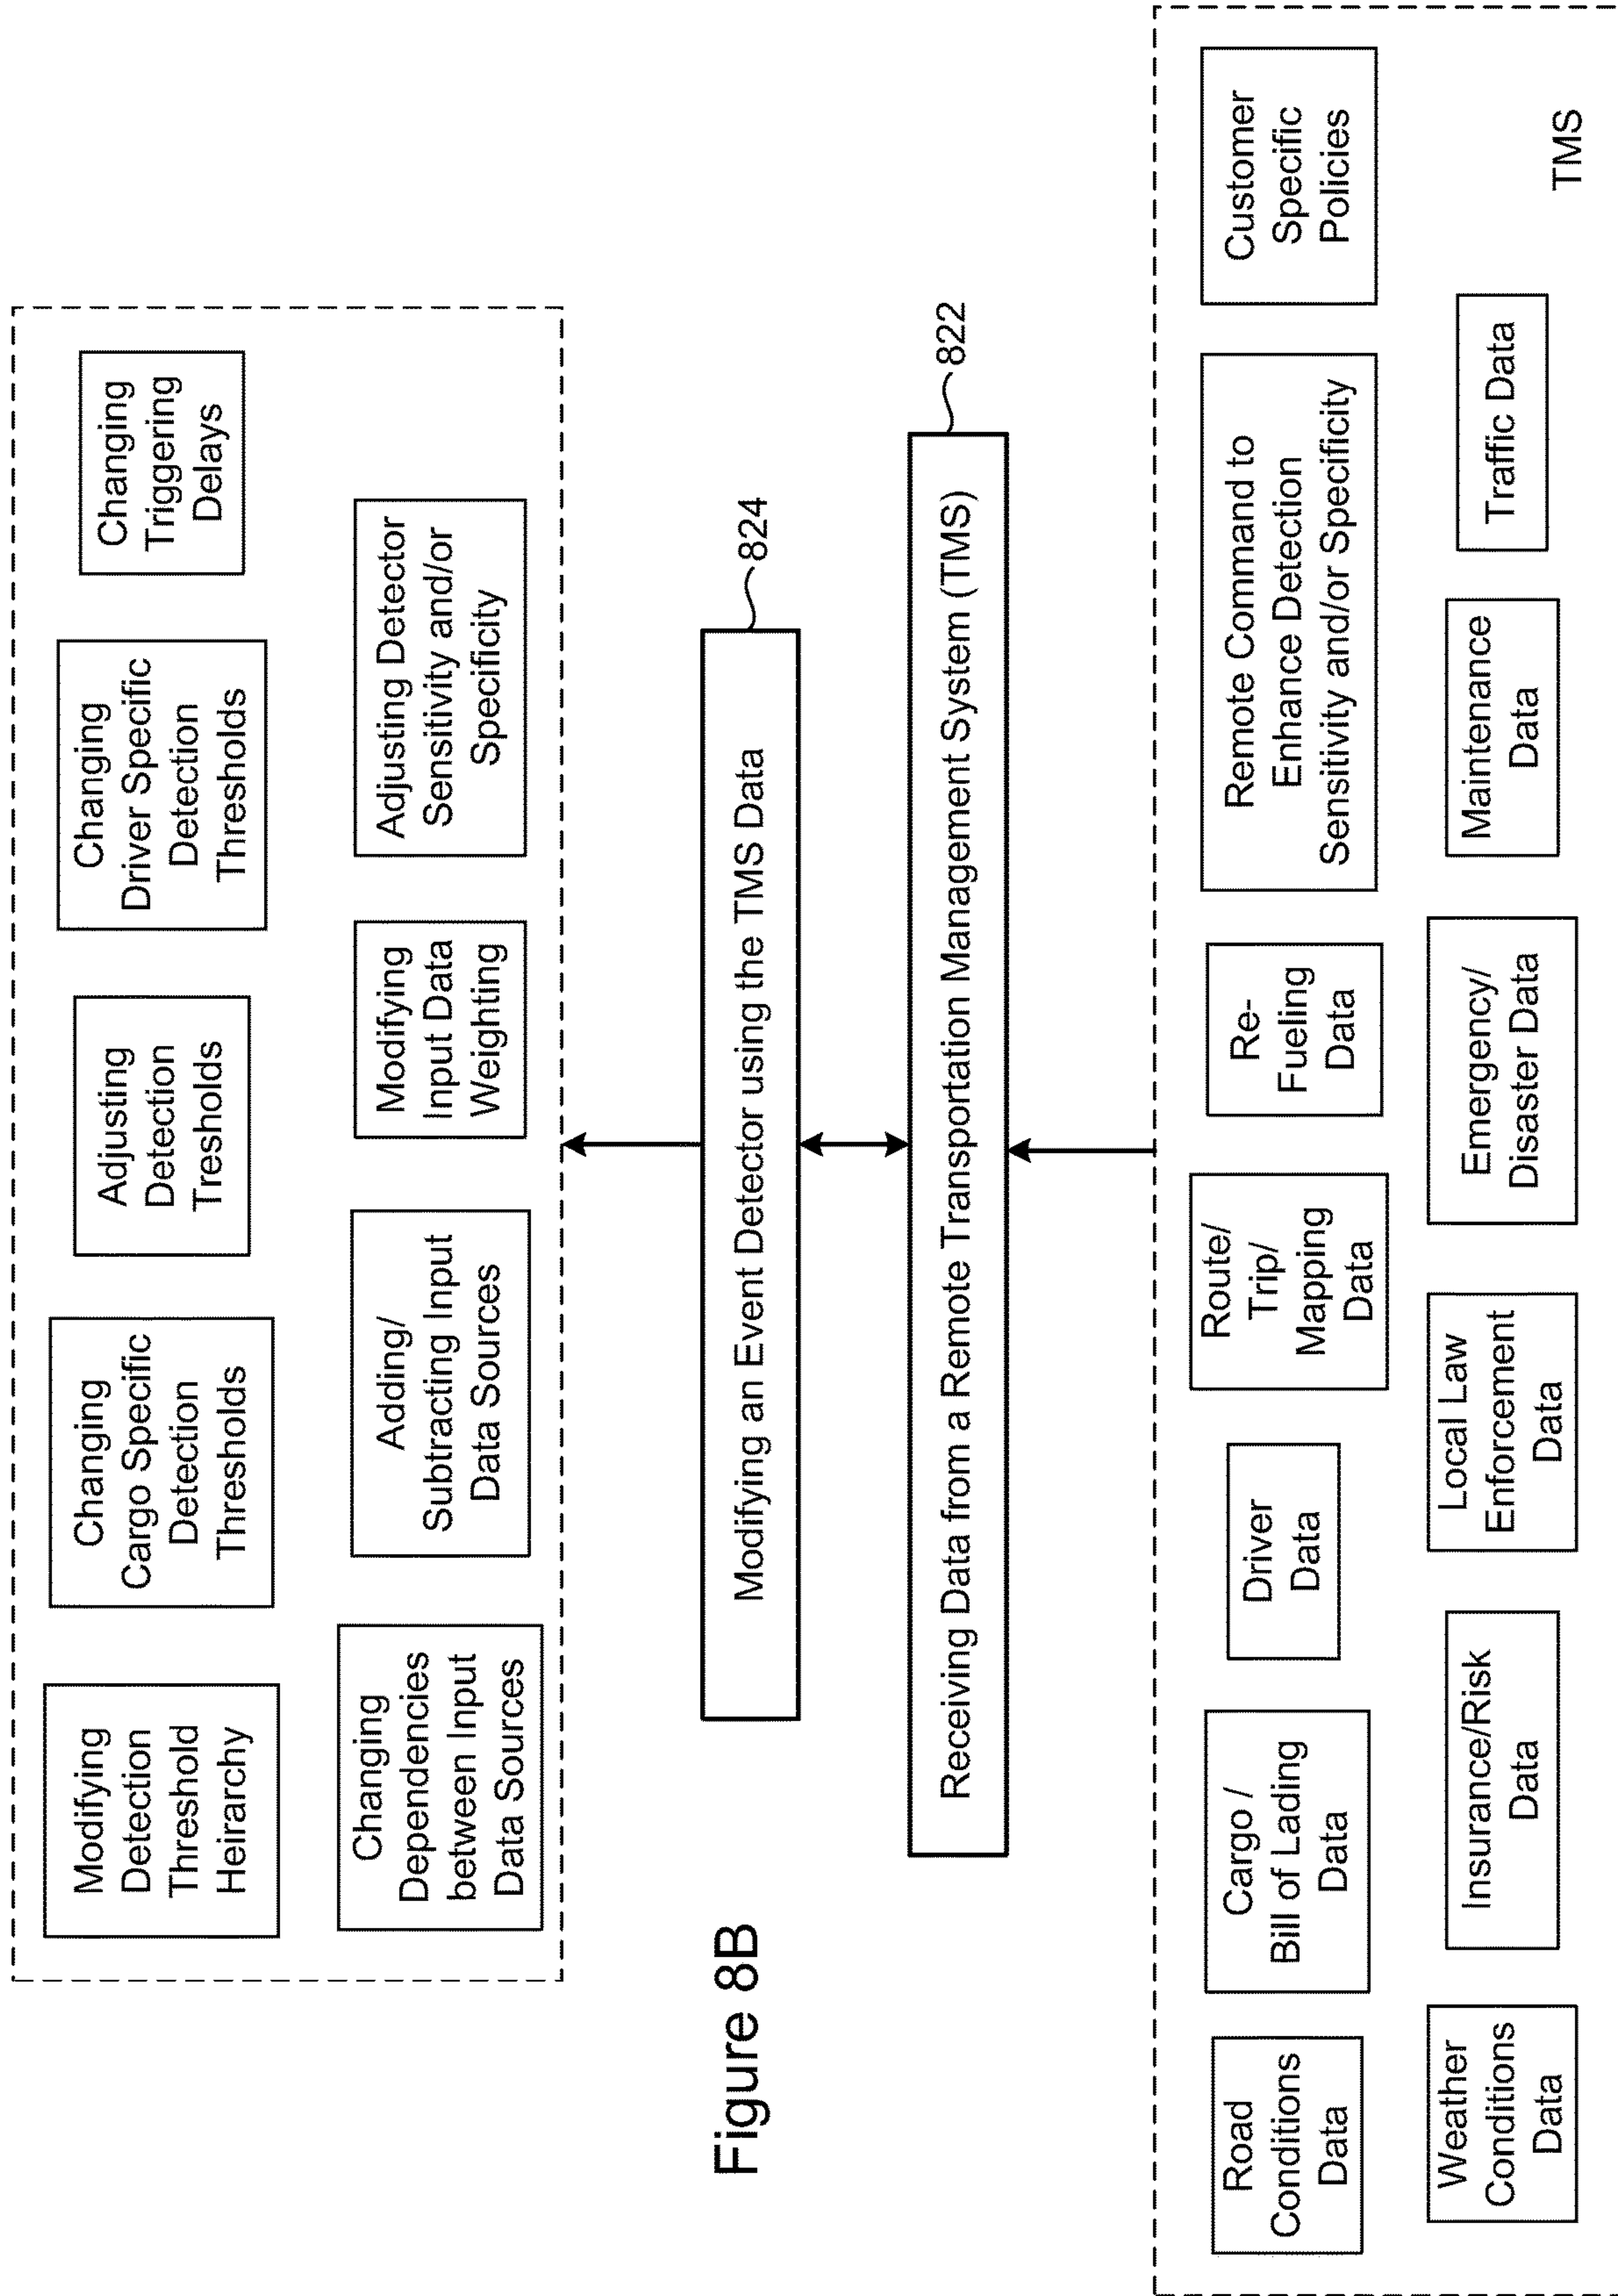 Modifying
Detection
Threshold
Heirarchy
Changing
Cargo Specific
Detection
Thresholds
Adjusting
Detection
Tresholds
Changing
Driver Specific
Detection
Thresholds
Changing
Triggering
Delays
Changing
Dependencies
between Input
Data Sources
Adding/
Subtracting Input
Data Sources
Modifying
Input Data
Weighting
Adjusting Detector
Sensitivity and/or
Specificity
824
Modifying an Event Detector using the TMS Data
Figure 8B
822
Receiving Data from a Remote Transportation Management System (TMS)
Road
Conditions
Data
Cargo /
Bill of Lading
Data
Driver
Data
Route/
Trip/
Mapping
Data
Re-
Fueling
Data
Remote Command to
Enhance Detection
Sensitivity and/or Specificity
Customer
Specific
Policies
Weather
Conditions
Data
Insurance/Risk
Data
Local Law
Enforcement
Data
Emergency/
Disaster Data
Maintenance
Data
Traffic Data
TMS